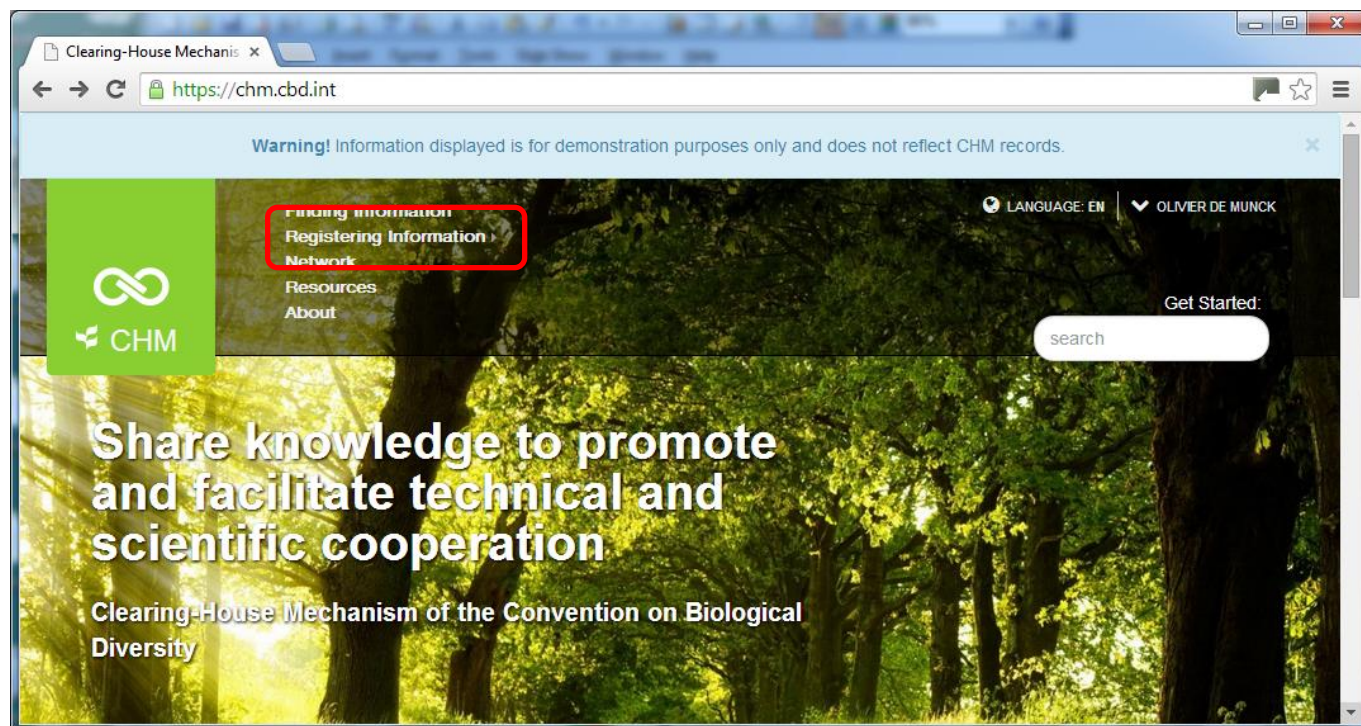 Clearing-House Mechanis
https://chm.cbd.int
Warning! Information displayed is for demonstration purposes only and does not reflect CHM records.
Finding Information
Registering Information
Network
Resources
About
LANGUAGE: EN
OLIVIER DE MUNCK
CHM
Get Started:
search
Share knowledge to promote
and facilitate technical and
scientific cooperation
Clearing-House Mechanism of the Convention on Biological
Diversity